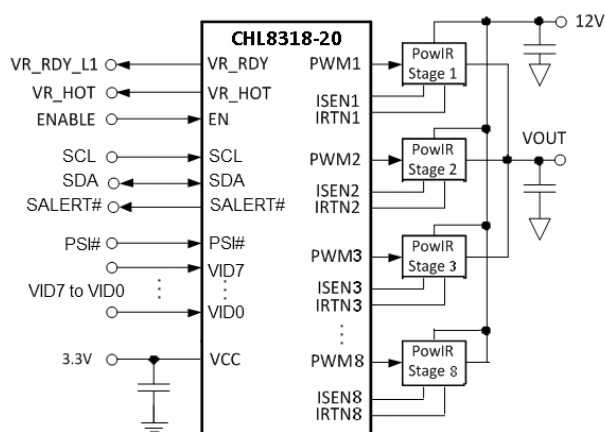 CHL8318-20
12V
VR_RDY_L1
VR_RDY
PWM1
PowIR
Stage 1
VR_HOT
VR_HOT
ISEN1
IRTN1
ENABLE
EN
VOUT
SCL
SCL
PWM2
PowIR
Stage 2
SDA
SDA
ISEN2
IRTN2
SALERT#
SALERT#
PSI#
PSI#
PWM3
PowIR
Stage 3
VID7
ISEN3
IRTN3
VID7 to VID0
VID0
3.3V
VCC
PWM8
PowIR
Stage 8
ISEN8
IRTN8